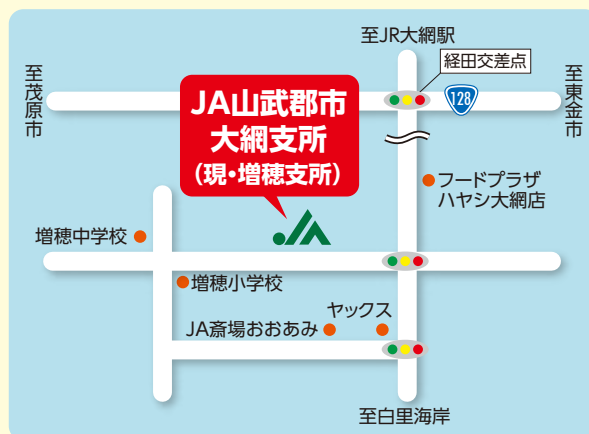 至JR大網駅
経田交差点
至茂原市
128
至東金市
JA山武郡市
大網支所
(現・増穂支所)
フードプラザ
ハヤシ大網店
増穂中学校
JA
増穂小学校
ヤックス
JA斎場おおあみ
至白里海岸